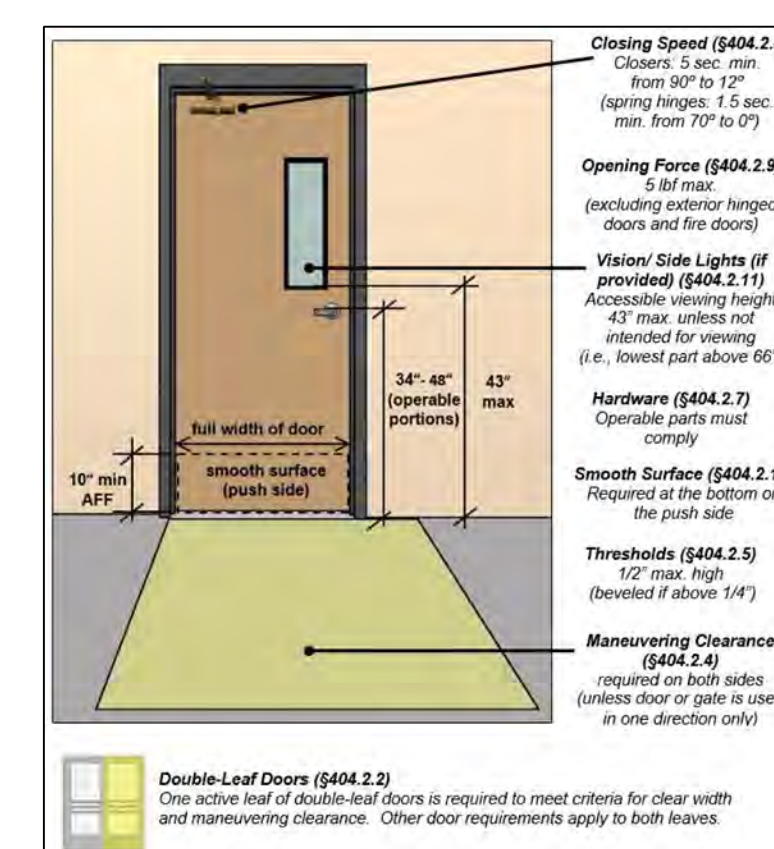 Closing Speed (§404.2.
Closers: 5 sec. min.
from 90º to 12º
(spring hinges: 1.5 sec.
min. from 70º to 0º)
Opening Force (§404.2.9)
5 lbf max.
(excluding exterior hinged
doors and fire doors)
Vision/ Side Lights (if
provided) (§404.2.11)
Accessible viewing height
43” max. unless not
intended for viewing
(i.e., lowest part above 66”
34“- 48“
(operable
portions)
43“
max
Hardware (§404.2.7)
Operable parts must
comply
full width of door
smooth surface
(push side)
10“ min
AFF
Smooth Surface (§404.2.1
Required at the bottom on
the push side
Thresholds (§404.2.5)
1/2” max. high
(beveled if above 1/4”)
Maneuvering Clearance
(§404.2.4)
required on both sides
(unless door or gate is use
in one direction only)
Double-Leaf Doors (§404.2.2)
One active leaf of double-leaf doors is required to meet criteria for clear width
and maneuvering clearance. Other door requirements apply to both leaves.